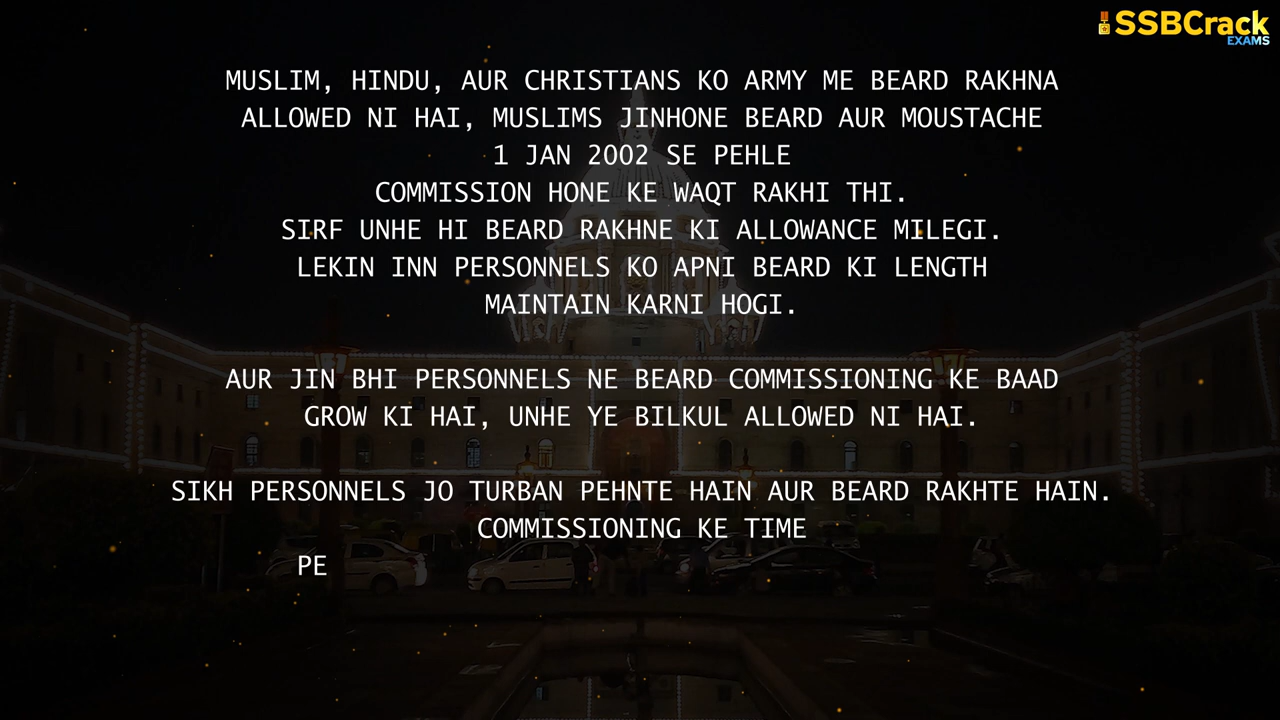 SSBCrack
EXAMS
MUSLIM, HINDU, AUR CHRISTIANS KO ARMY ME BEARD RAKHNA
ALLOWED NI HAI, MUSLIMS JINHONE BEARD AUR MOUSTACHE
1 JAN 2002 SE PEHLE
COMMISSION HONE KE WAQT RAKHI THI.
SIRF UNHE HI BEARD RAKHNE KI ALLOWANCE MILEGI.
LEKIN INN PERSONNELS KO APNI BEARD KI LENGTH
MAINTAIN KARNI HOGI.
AUR JIN BHI PERSONNELS NE BEARD COMMISSIONING KE BAAD
GROW KI HAI, UNHE YE BILKUL ALLOWED NI HAI.
SIKH PERSONNELS JO TURBAN PEHNTE HAIN AUR BEARD RAKHTE HAIN.
COMMISSIONING KE TIME
PE